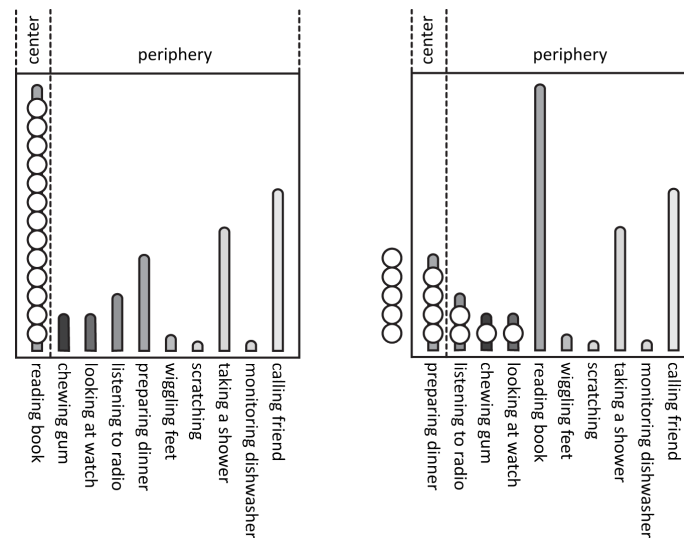 center
periphery
reading book
chewing gum
looking at watch
listening to radio
preparing dinner
wiggling feet
scratching
taking a shower
monitoring dishwasher
calling friend
center
periphery
preparing dinner
listening to radio
chewing gum
looking at watch
reading book
wiggling feet
scratching
taking a shower
monitoring dishwasher
calling friend